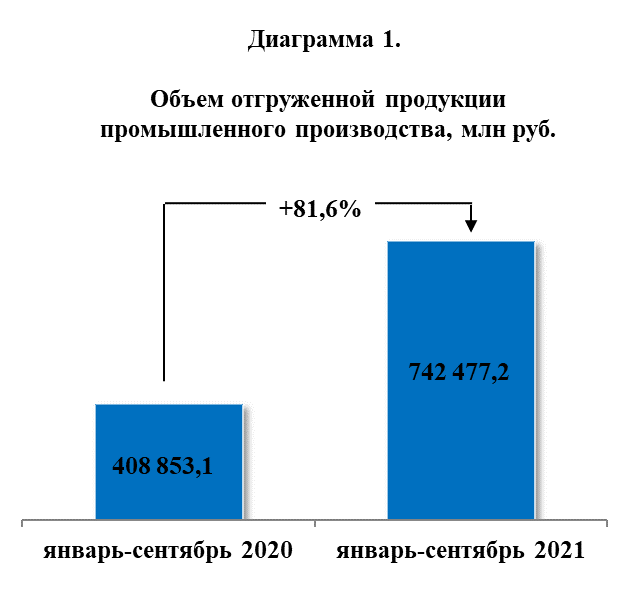 Диаграмма 1.
Объем отгруженной продукции
промышленного производства, млн руб.
+81,6%
742 477,2
408 853,1
январь-сентябрь 2020
январь-сентябрь 2021